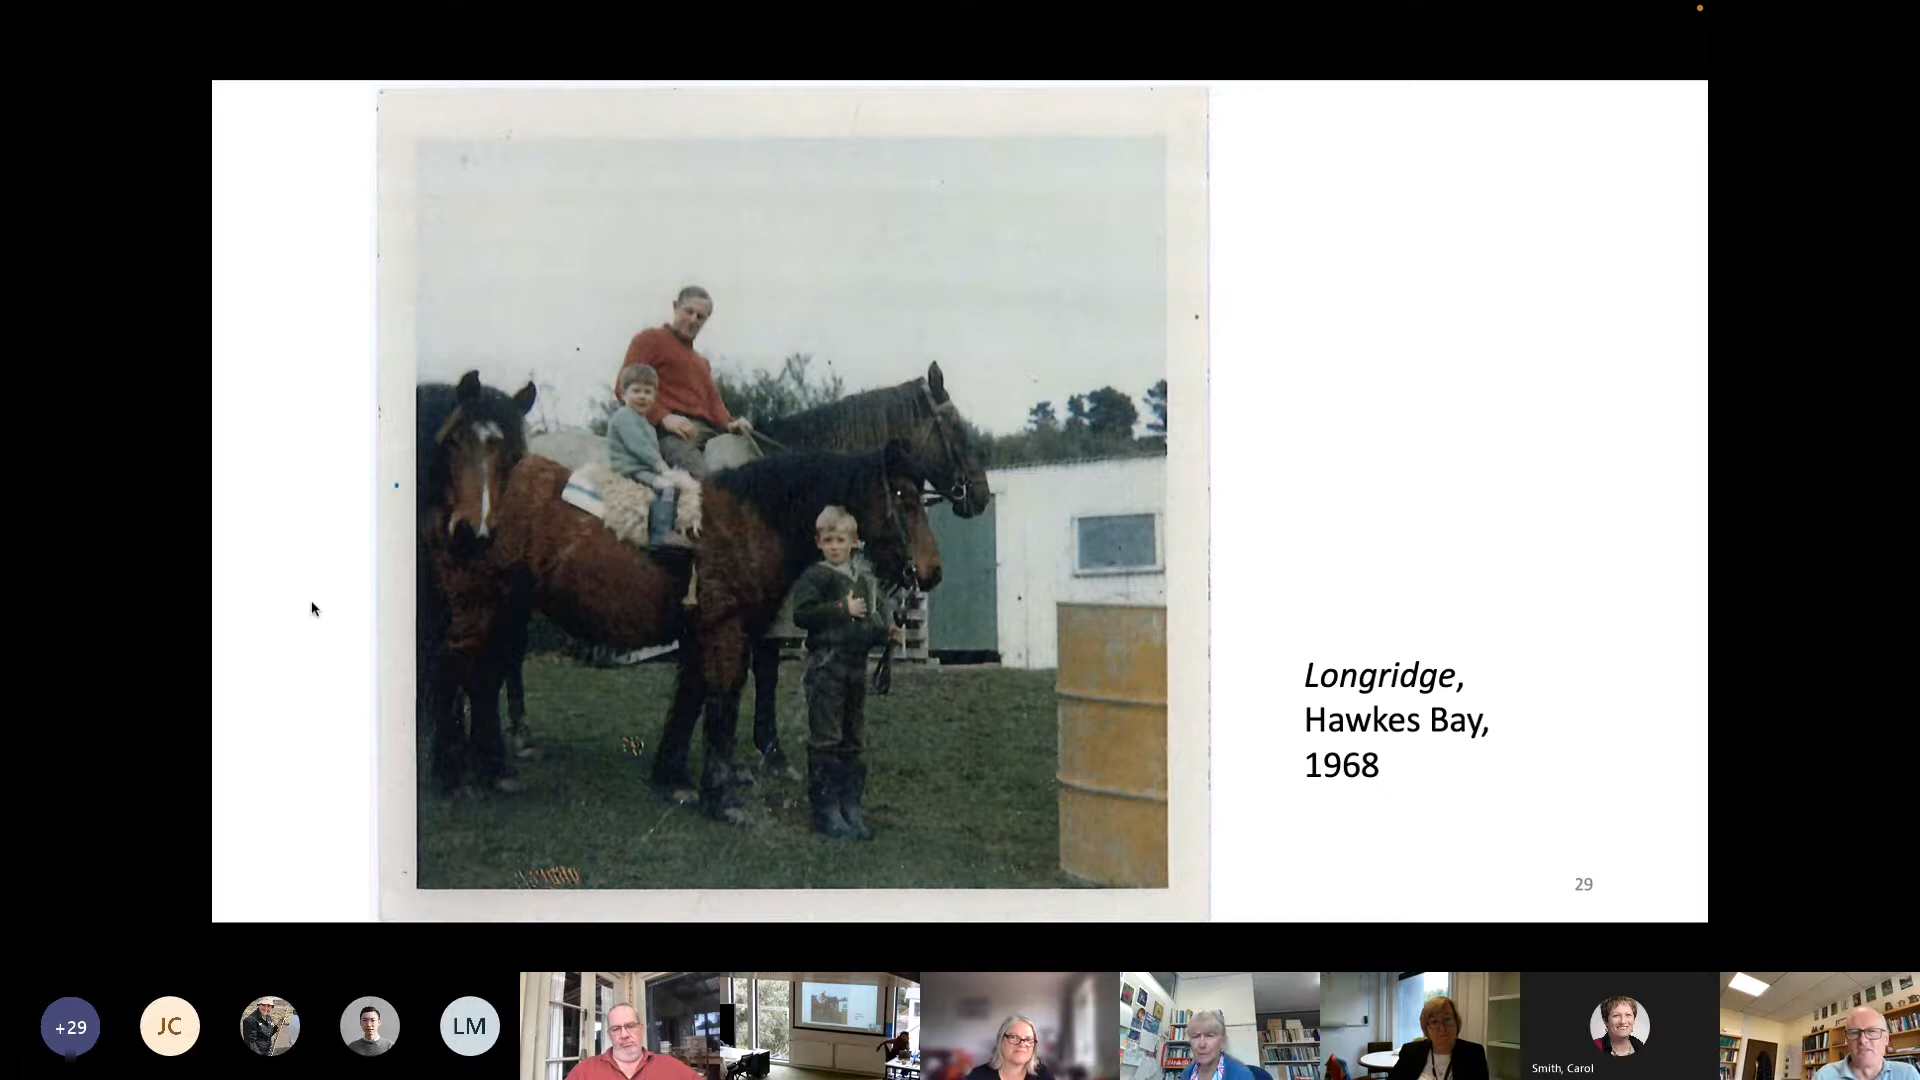 Longridge,
Hawkes Bay,
1968
29
+29
JC
LM
Smith, Carol